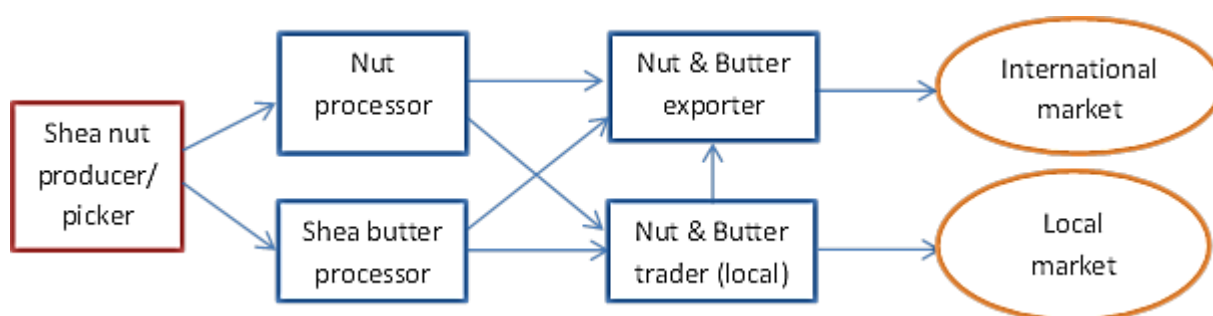 Shea nut
producer/
picker
Nut
processor
Shea butter
processor
Nut & Butter
exporter
Nut & Butter
trader (local)
International
market
Local
market